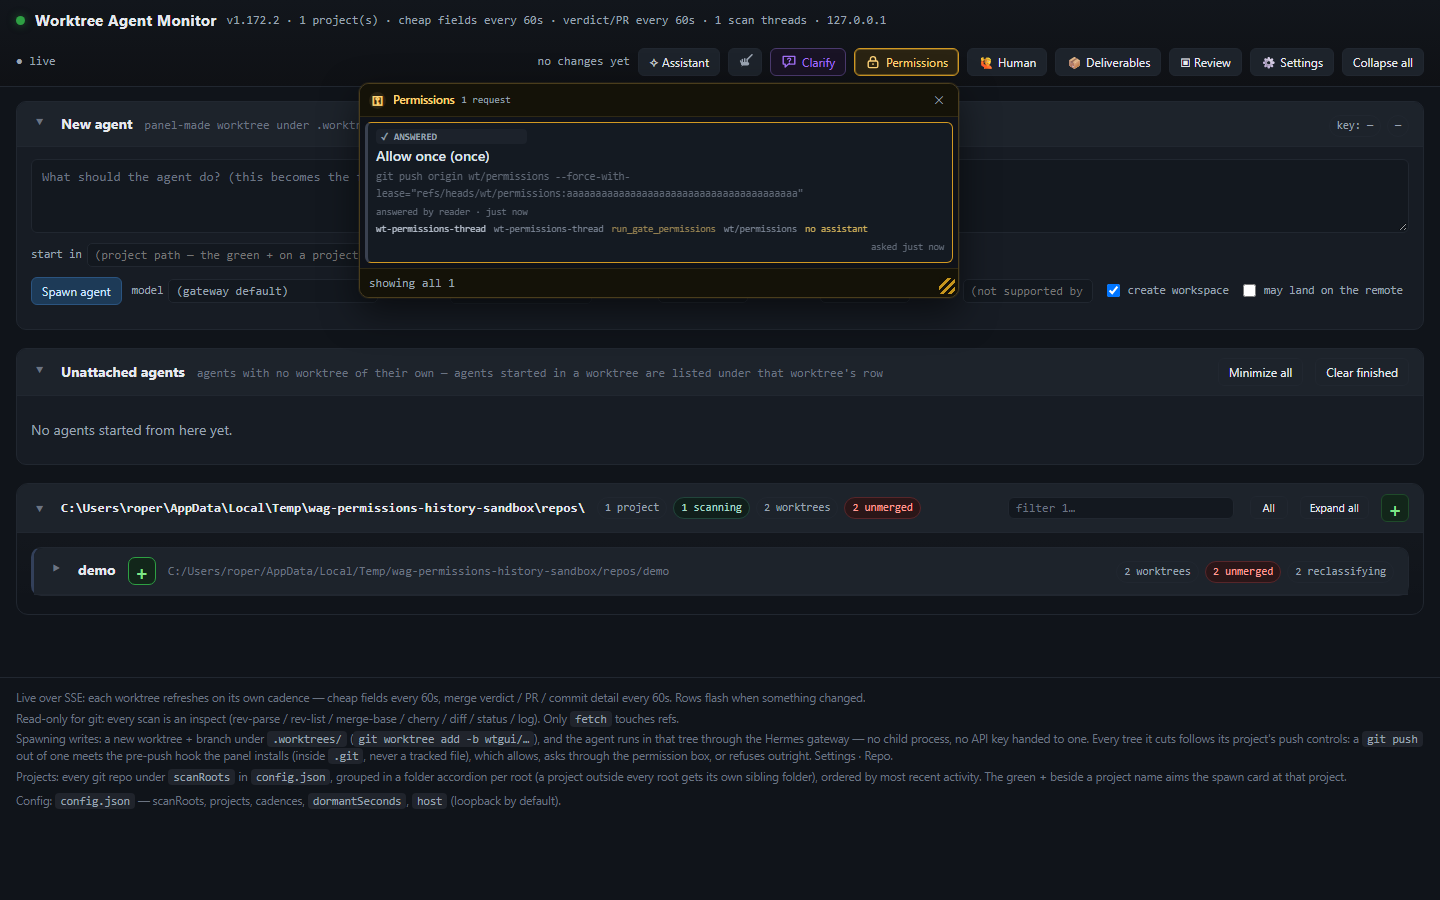 Worktree Agent Monitor v1.172.2 · 1 project(s) · cheap fields every 60s · verdict/PR every 60s · 1 scan threads · 127.0.0.1
live no changes yet Assistant Clarify Permissions Human Deliverables Review Settings Collapse all
Permissions 1 request
New agent panel-made worktree under .workt key: — —
✓ ANSWERED
Allow once (once)
What should the agent do? (this becomes the
git push origin wt/permissions --force-with-
lease="refs/heads/wt/permissions:aaaaaaaaaaaaaaaaaaaaaaaaaaaaaaaaaaaaaaaa"
answered by reader · just now
wt-permissions-thread wt-permissions-thread run_gate_permissions wt/permissions no assistant
asked just now
start in (project path — the green + on a project
showing all 1
Spawn agent model (gateway default) (not supported by create workspace may land on the remote
Unattached agents agents with no worktree of their own — agents started in a worktree are listed under that worktree's row Minimize all Clear finished
No agents started from here yet.
C:\Users\roper\AppData\Local\Temp\wag-permissions-history-sandbox\repos\ 1 project 1 scanning 2 worktrees 2 unmerged filter 1… All Expand all +
demo + C:/Users/roper/AppData/Local/Temp/wag-permissions-history-sandbox/repos/demo 2 worktrees 2 unmerged 2 reclassifying
Live over SSE: each worktree refreshes on its own cadence — cheap fields every 60s, merge verdict / PR / commit detail every 60s. Rows flash when something changed.
Read-only for git: every scan is an inspect (rev-parse / rev-list / merge-base / cherry / diff / status / log). Only fetch touches refs.
Spawning writes: a new worktree + branch under .worktrees/ (git worktree add -b wtgui/…), and the agent runs in that tree through the Hermes gateway — no child process, no API key handed to one. Every tree it cuts follows its project's push controls: a git push
out of one meets the pre-push hook the panel installs (inside .git, never a tracked file), which allows, asks through the permission box, or refuses outright. Settings · Repo.
Projects: every git repo under scanRoots in config.json, grouped in a folder accordion per root (a project outside every root gets its own sibling folder), ordered by most recent activity. The green + beside a project name aims the spawn card at that project.
Config: config.json — scanRoots, projects, cadences, dormantSeconds, host (loopback by default).